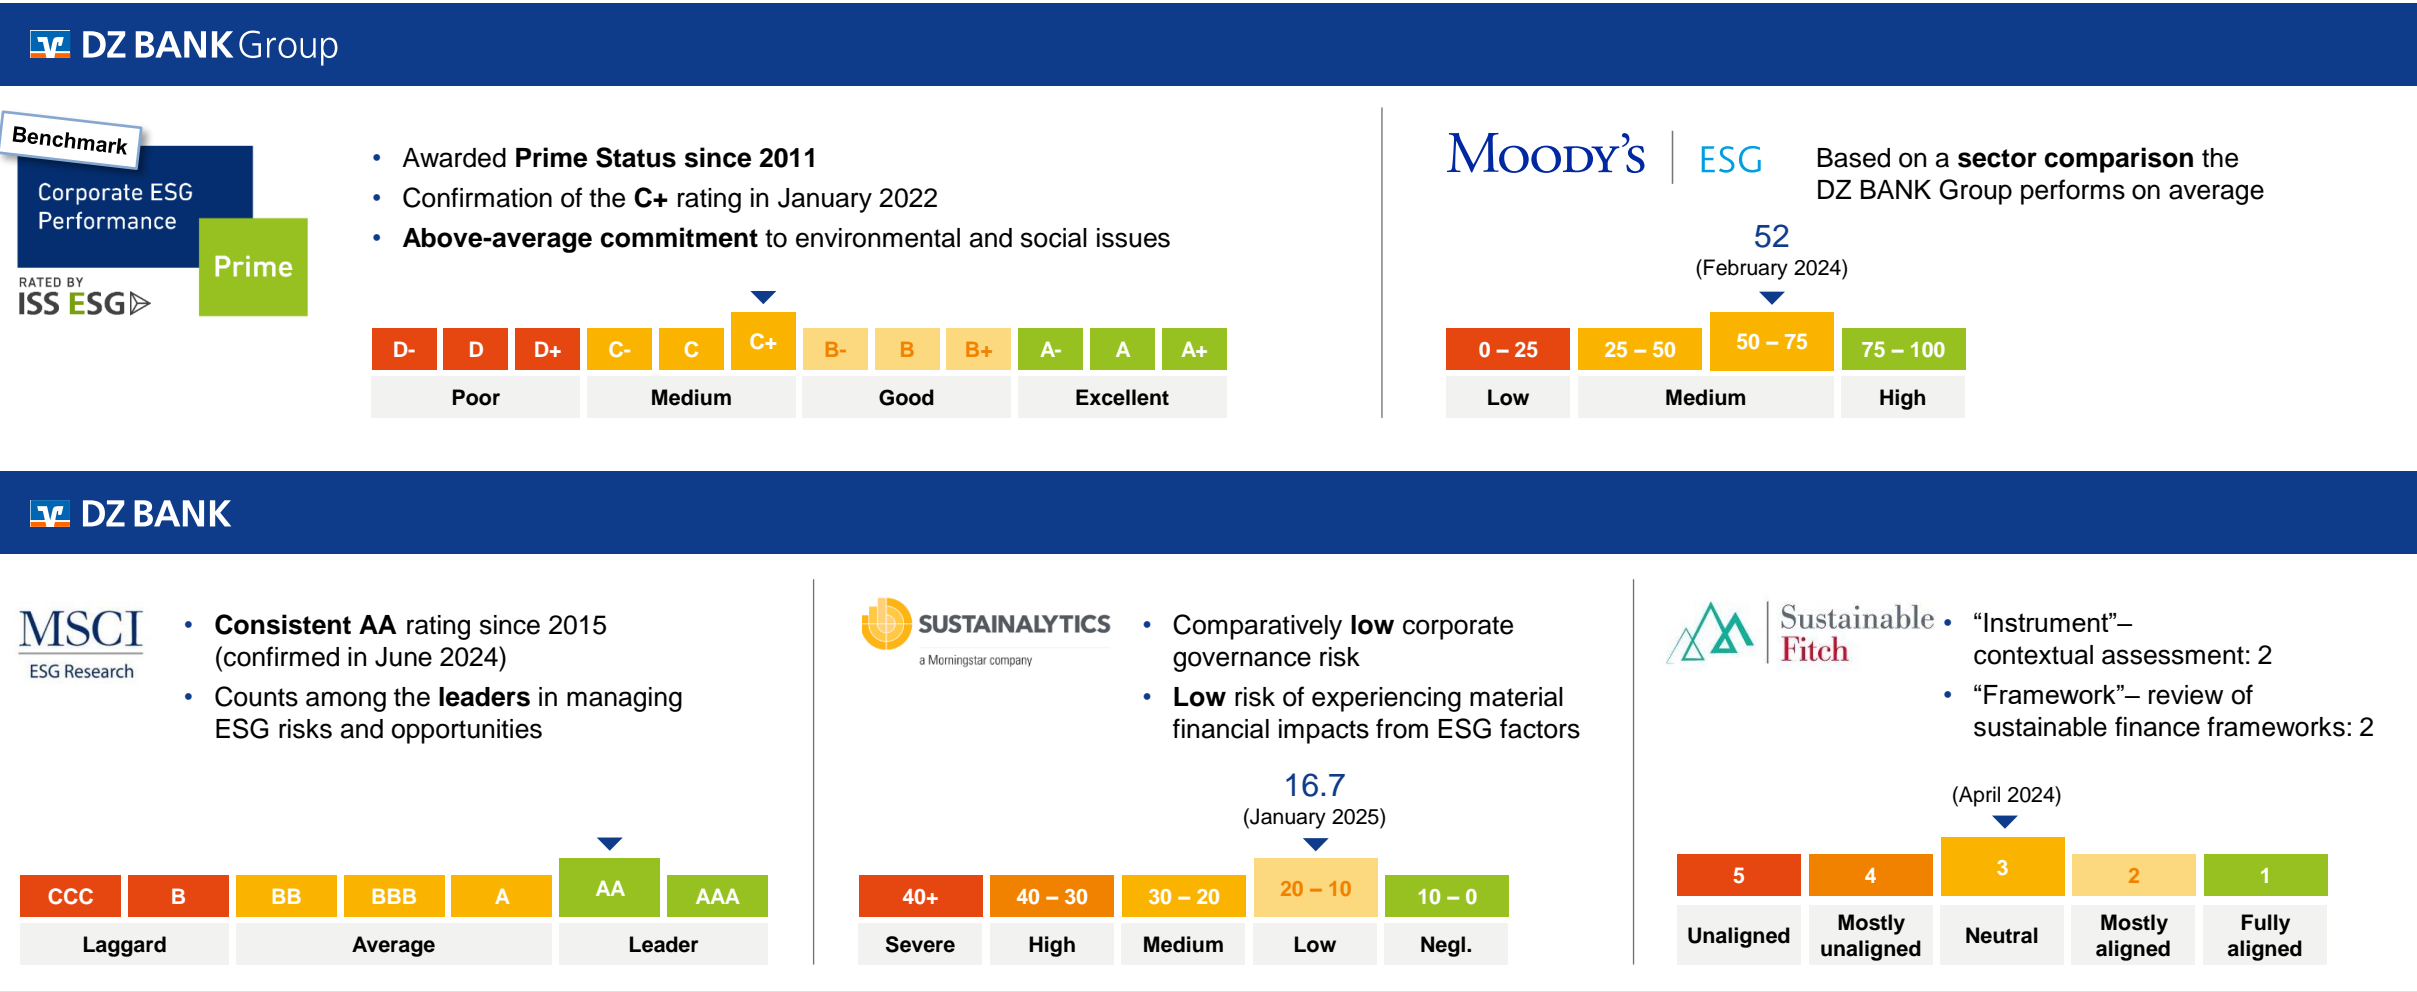 DZ BANK Group
Benchmark
Corporate ESG
Performance
Prime
RATED BY
ISS ESG
• Awarded Prime Status since 2011
• Confirmation of the C+ rating in January 2022
• Above-average commitment to environmental and social issues
D- D D+ C- C C+ B- B B+ A- A A+
Poor Medium Good Excellent
MOODY'S | ESG
Based on a sector comparison the
DZ BANK Group performs on average
52
(February 2024)
0 – 25 25 – 50 50 – 75 75 – 100
Low Medium High
DZ BANK
MSCI
ESG Research
• Consistent AA rating since 2015
(confirmed in June 2024)
• Counts among the leaders in managing
ESG risks and opportunities
CCC B BB BBB A AA AAA
Laggard Average Leader
SUSTAINALYTICS
a Morningstar company
• Comparatively low corporate
governance risk
• Low risk of experiencing material
financial impacts from ESG factors
16.7
(January 2025)
40+ 40 – 30 30 – 20 20 – 10 10 – 0
Severe High Medium Low Negl.
Sustainable
Fitch
• “Instrument”–
contextual assessment: 2
• “Framework”– review of
sustainable finance frameworks: 2
(April 2024)
5 4 3 2 1
Unaligned Mostly unaligned Neutral Mostly aligned Fully aligned